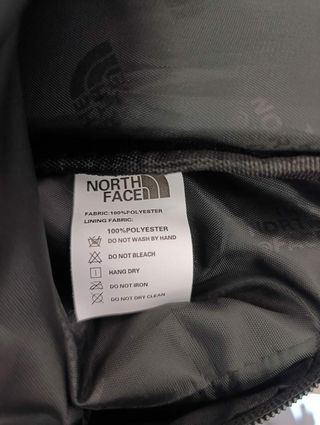 NORTH
FACE
FABRIC:100%POLYESTER
LINING FABRIC:
100%POLYESTER
DO NOT WASH BY HAND
DO NOT BLEACH
HANG DRY
DO NOT IRON
DO NOT DRY CLEAN